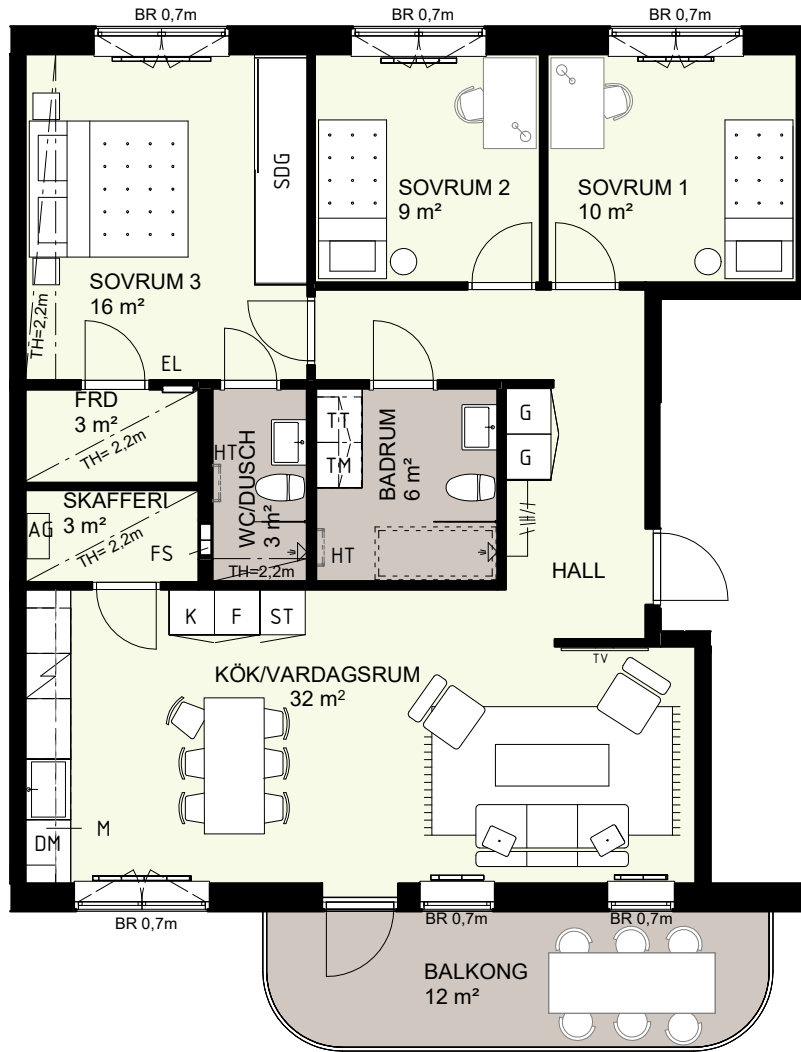 BR 0,7m
BR 0,7m
BR 0,7m
SDG
SOVRUM 2
9 m²
SOVRUM 1
10 m²
SOVRUM 3
16 m²
TH=2,2m
EL
FRD
3 m²
TH= 2,2m
HT
WC/DUSCH
3 m²
TH=2,2m
TT
TM
BADRUM
6 m²
HT
G
G
SKAFFERI
3 m²
AG
TH= 2,2m
FS
HALL
K
F
ST
TV
KÖK/VARDAGSRUM
32 m²
M
DM
BR 0,7m
BR 0,7m
BR 0,7m
BALKONG
12 m²